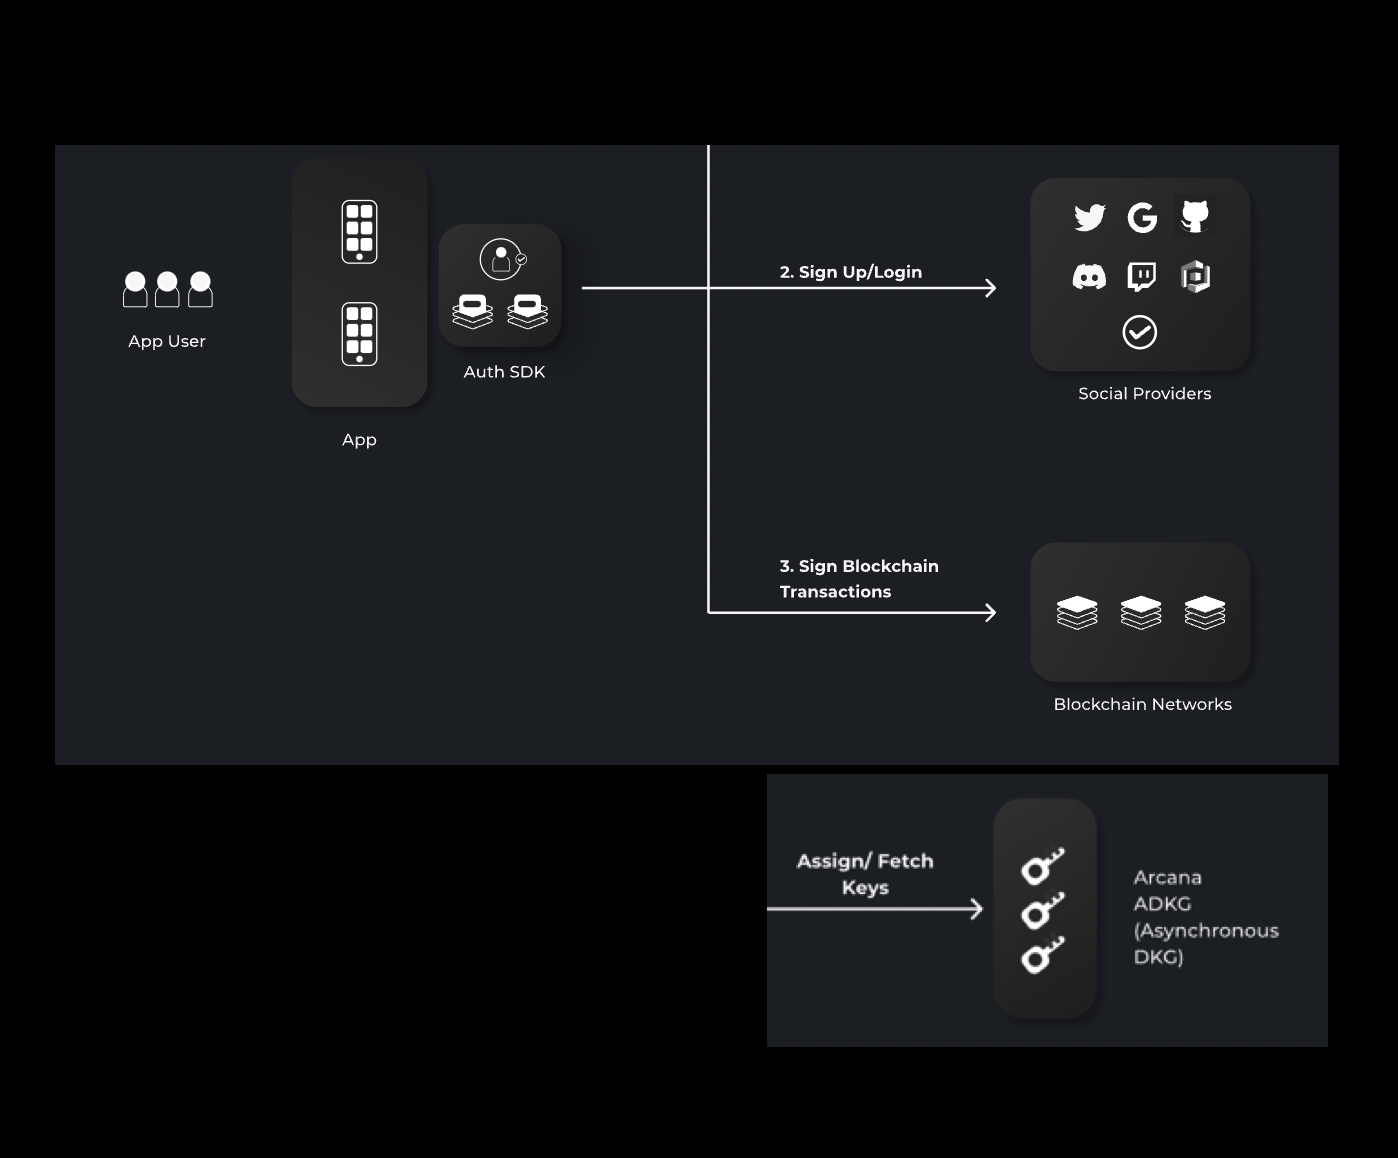 2. Sign Up/Login
App User
Auth SDK
Social Providers
App
3. Sign Blockchain
Transactions
Blockchain Networks
Assign/ Fetch
Keys
Arcana
ADKG
(Asynchronous
DKG)